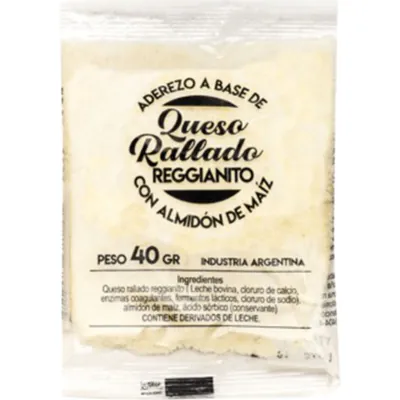 ADEREZO A BASE DE
Queso
Rallado
REGGIANITO
CON ALMIDÓN DE MAÍZ
PESO 40 GR
INDUSTRIA ARGENTINA
Ingredientes
Queso rallado reggianito ( Leche bovina, cloruro de calcio,
enzimas coagulantes, fermentos lácticos, cloruro de sodio).
almidón de maíz, ácido sórbico (conservante).
CONTIENE DERIVADOS DE LECHE.